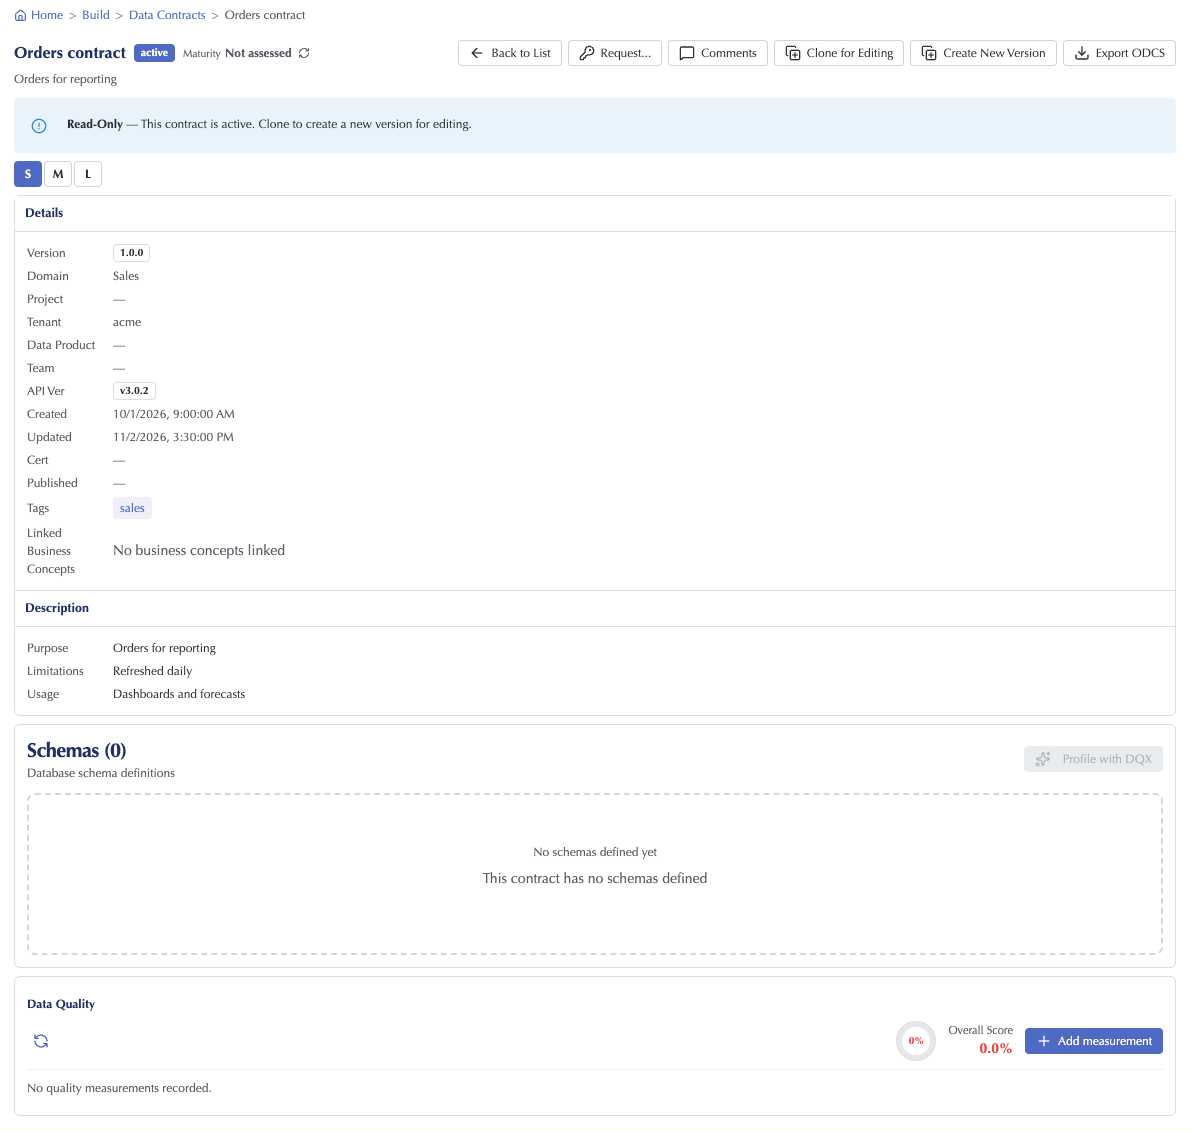 Home > Build > Data Contracts > Orders contract
Orders contract active Maturity Not assessed
Back to List Request... Comments Clone for Editing Create New Version Export ODCS
Orders for reporting
Read-Only — This contract is active. Clone to create a new version for editing.
S M L
Details
Version 1.0.0
Domain Sales
Project —
Tenant acme
Data Product —
Team —
API Ver v3.0.2
Created 10/1/2026, 9:00:00 AM
Updated 11/2/2026, 3:30:00 PM
Cert —
Published —
Tags sales
Linked
Business
Concepts
No business concepts linked
Description
Purpose Orders for reporting
Limitations Refreshed daily
Usage Dashboards and forecasts
Schemas (0)
Database schema definitions
Profile with DQX
No schemas defined yet
This contract has no schemas defined
Data Quality
0%
Overall Score
0.0%
Add measurement
No quality measurements recorded.